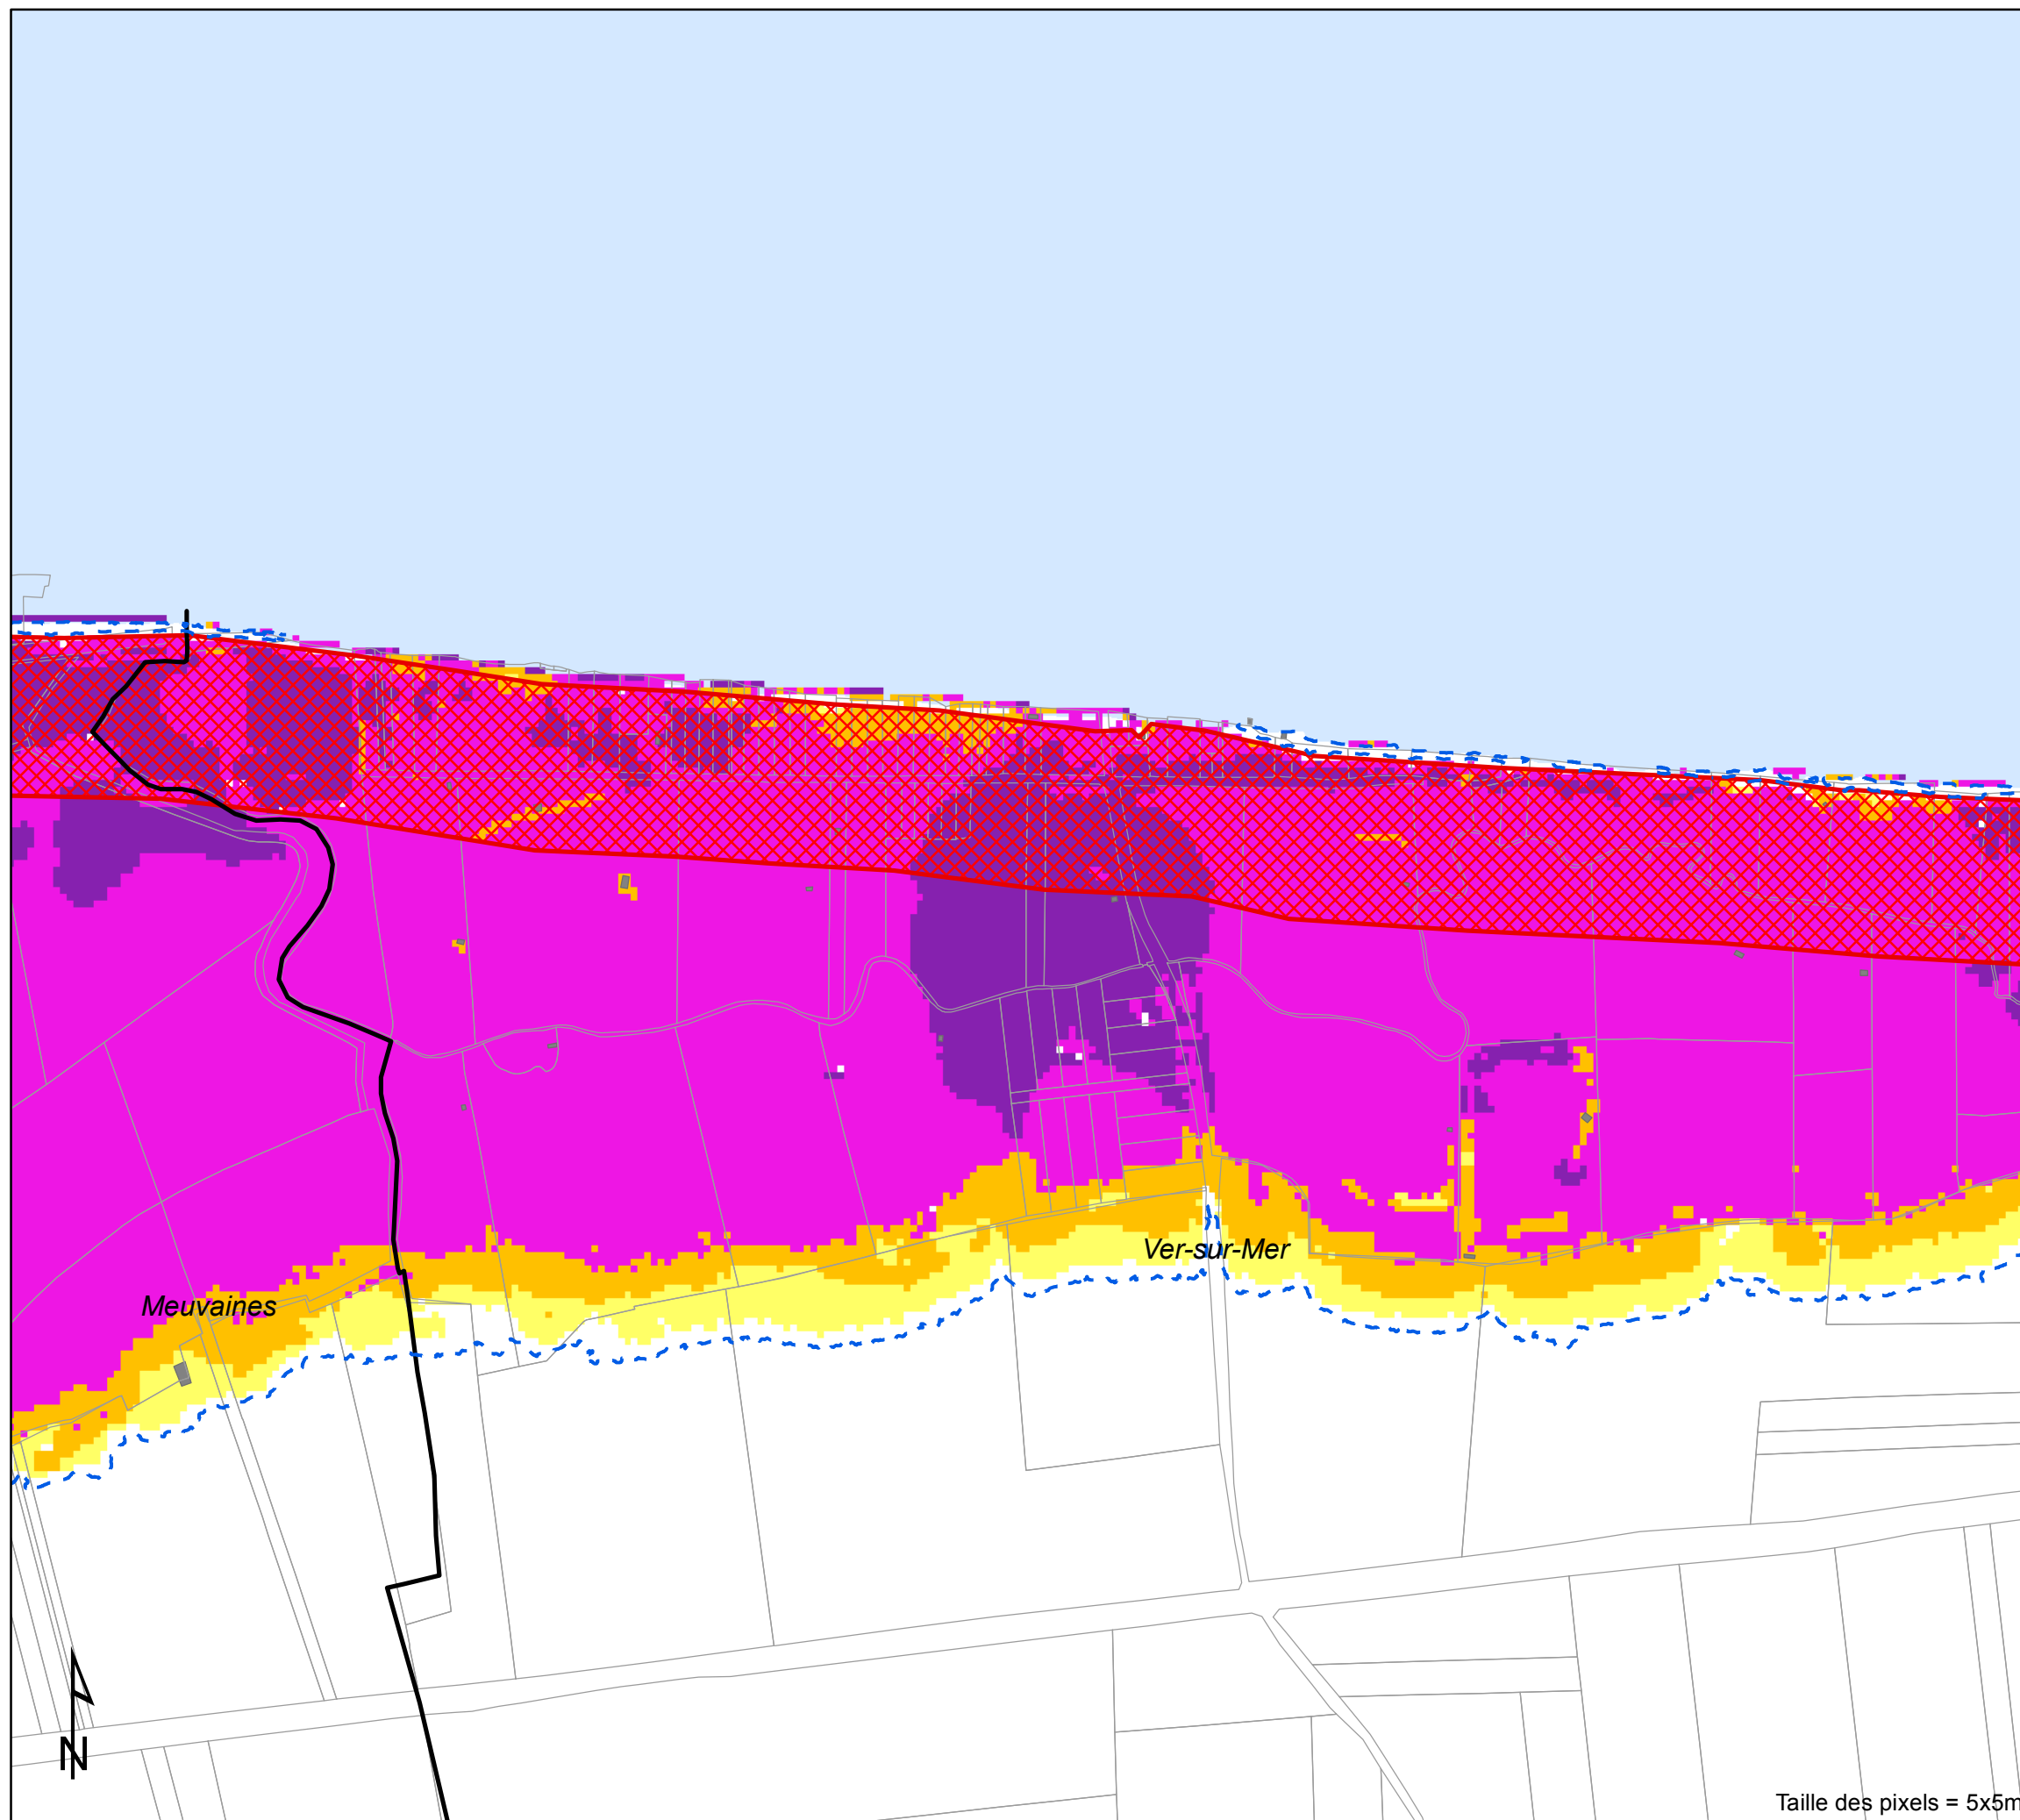 Ver-sur-Mer
Meuvaines
N
Taille des pixels = 5x5m